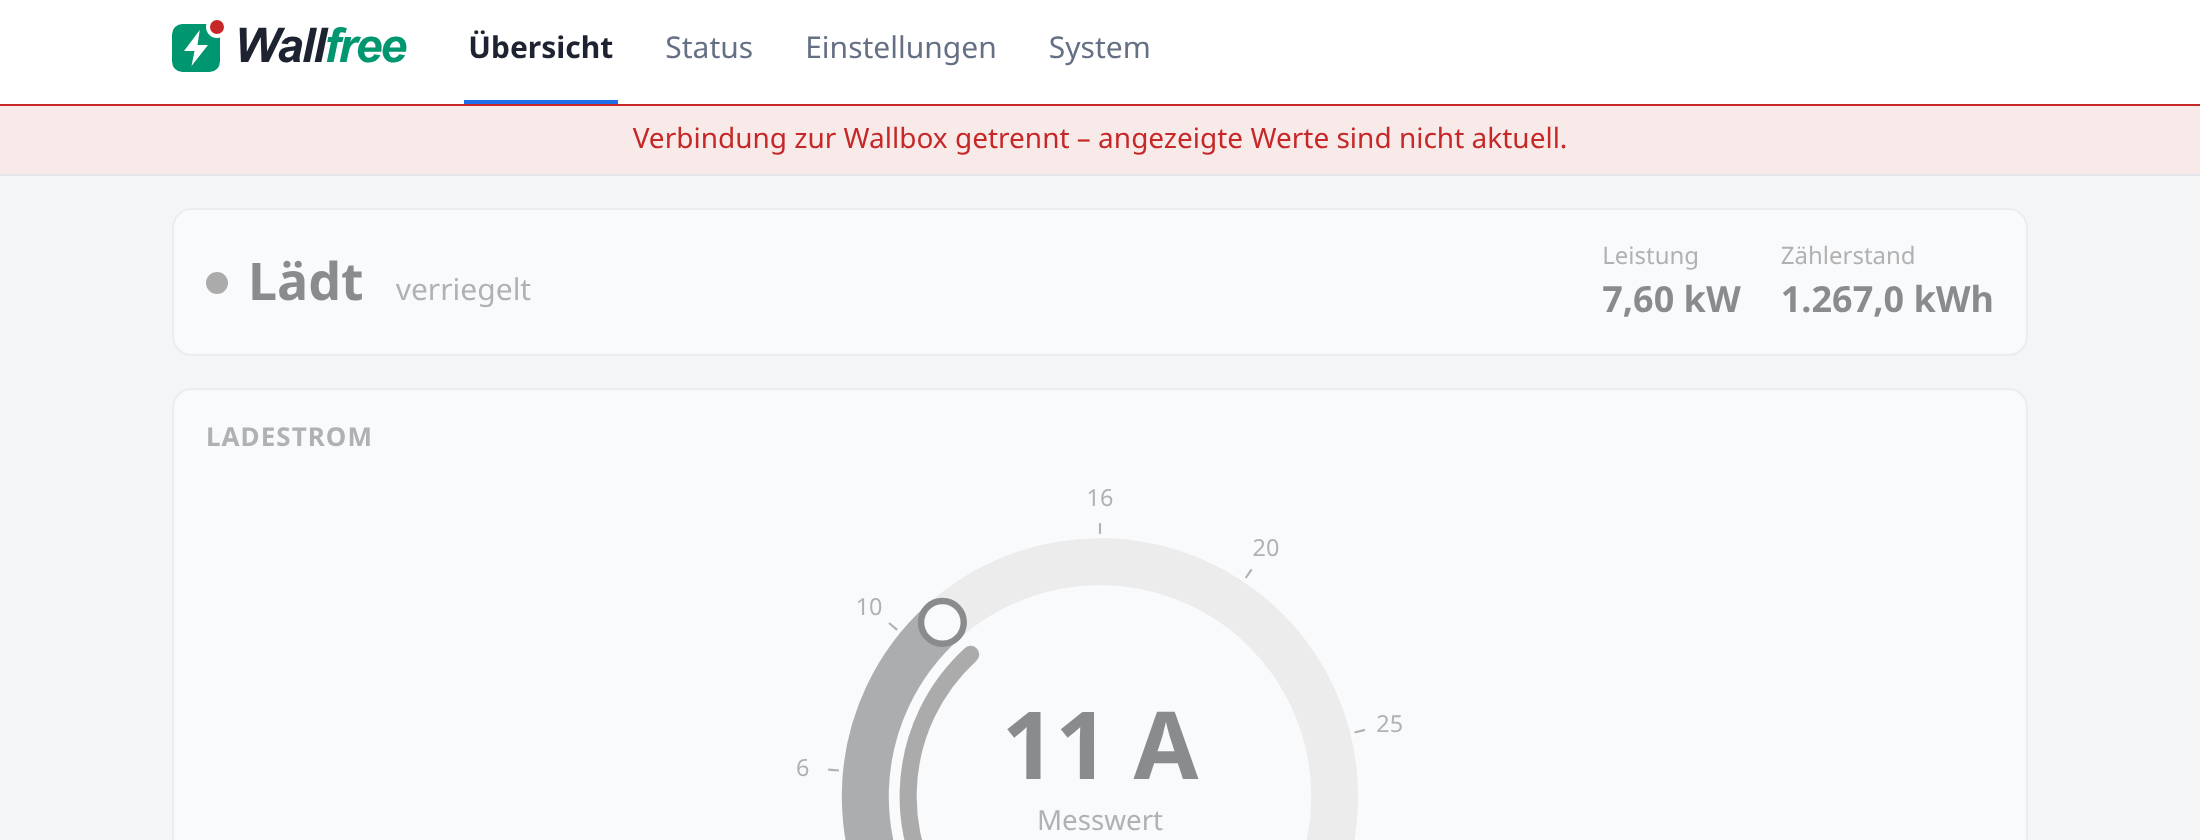 Wallfree Übersicht Status Einstellungen System
Verbindung zur Wallbox getrennt – angezeigte Werte sind nicht aktuell.
Lädt verriegelt
Leistung Zählerstand
7,60 kW 1.267,0 kWh
LADESTROM
16
20
10
25
11 A
6
Messwert